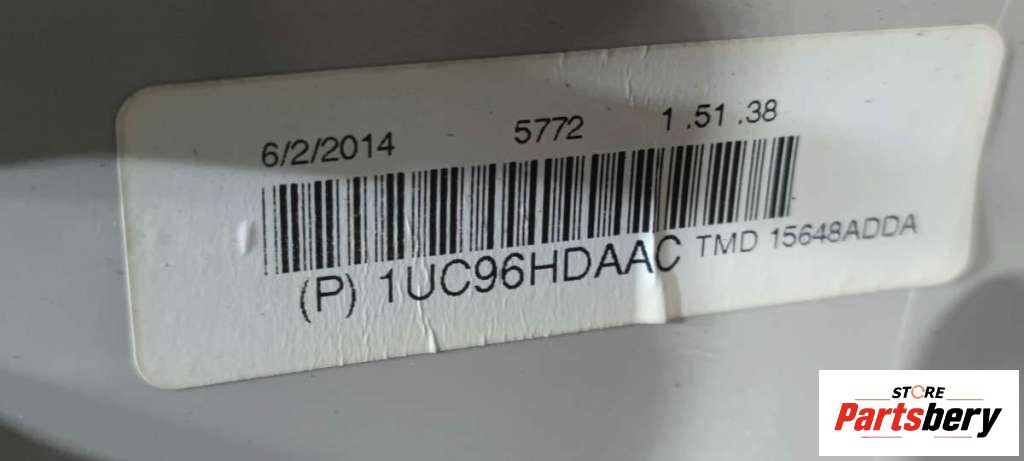 6/2/2014 5772 1 .51 .38
(P) 1UC96HDAAC TMD 15648ADDA
STORE
Partsbery